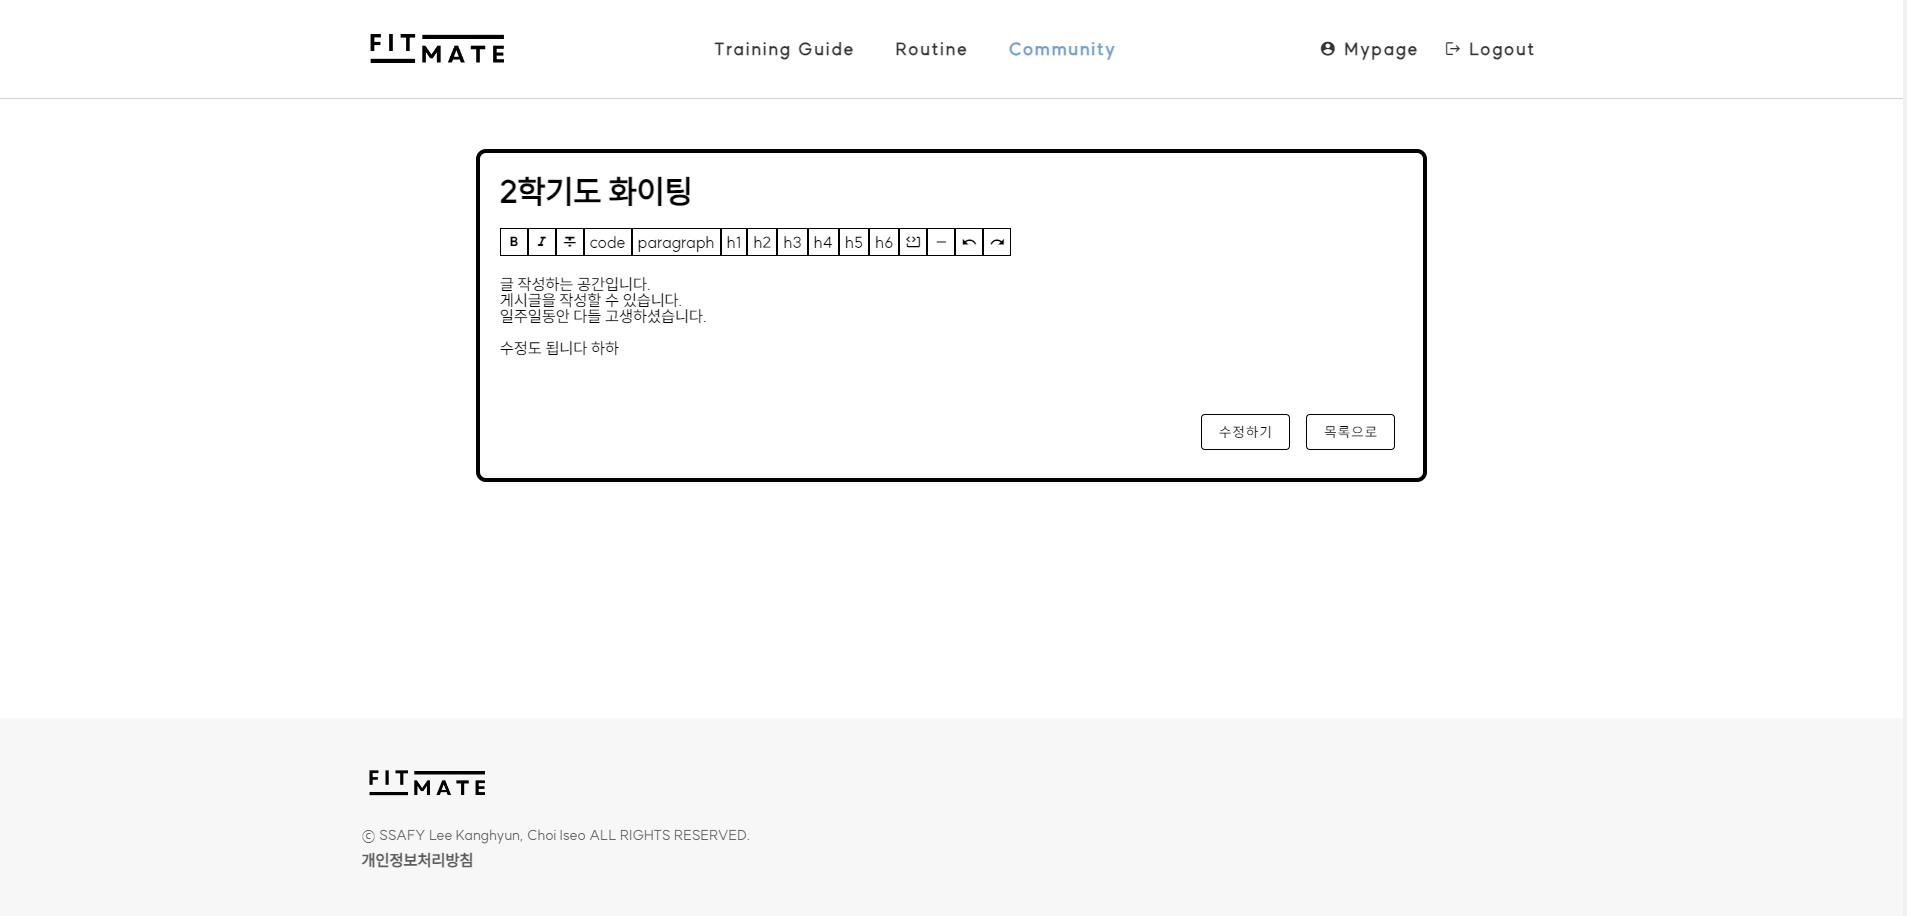 FIT MATE
Training Guide Routine Community
Mypage Logout
2학기도 화이팅
B I T code paragraph h1 h2 h3 h4 h5 h6
글 작성하는 공간입니다.
게시글을 작성할 수 있습니다.
일주일동안 다들 고생하셨습니다.
수정도 됩니다 하하
수정하기 목록으로
FIT MATE
© SSAFY Lee Kanghyun, Choi Iseo ALL RIGHTS RESERVED.
개인정보처리방침